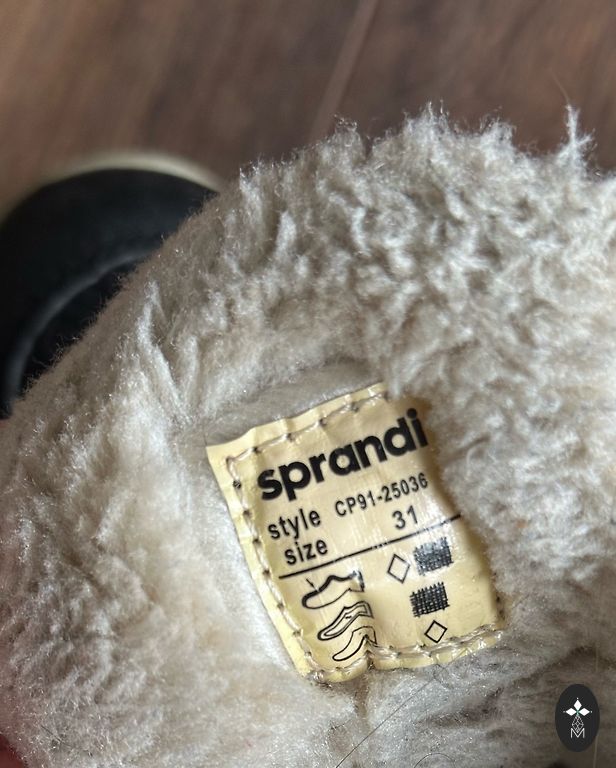 sprandi
style CP91-25036
size 31
M